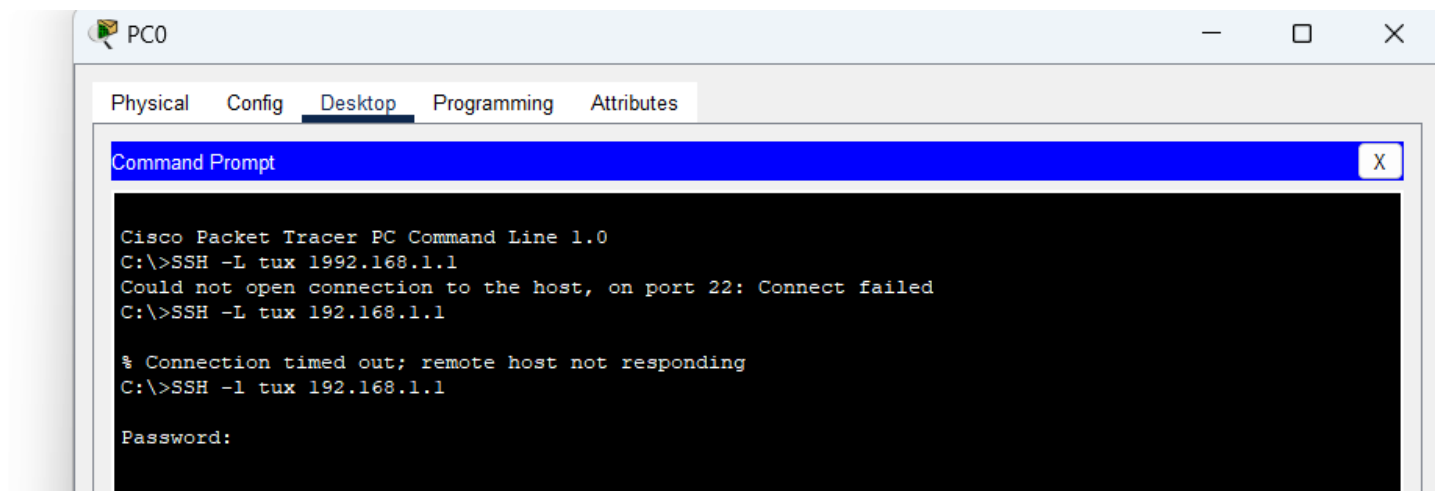 PC0
Physical Config Desktop Programming Attributes
Command Prompt
X
Cisco Packet Tracer PC Command Line 1.0
C:\>SSH -L tux 1992.168.1.1
Could not open connection to the host, on port 22: Connect failed
C:\>SSH -L tux 192.168.1.1
% Connection timed out; remote host not responding
C:\>SSH -l tux 192.168.1.1
Password: